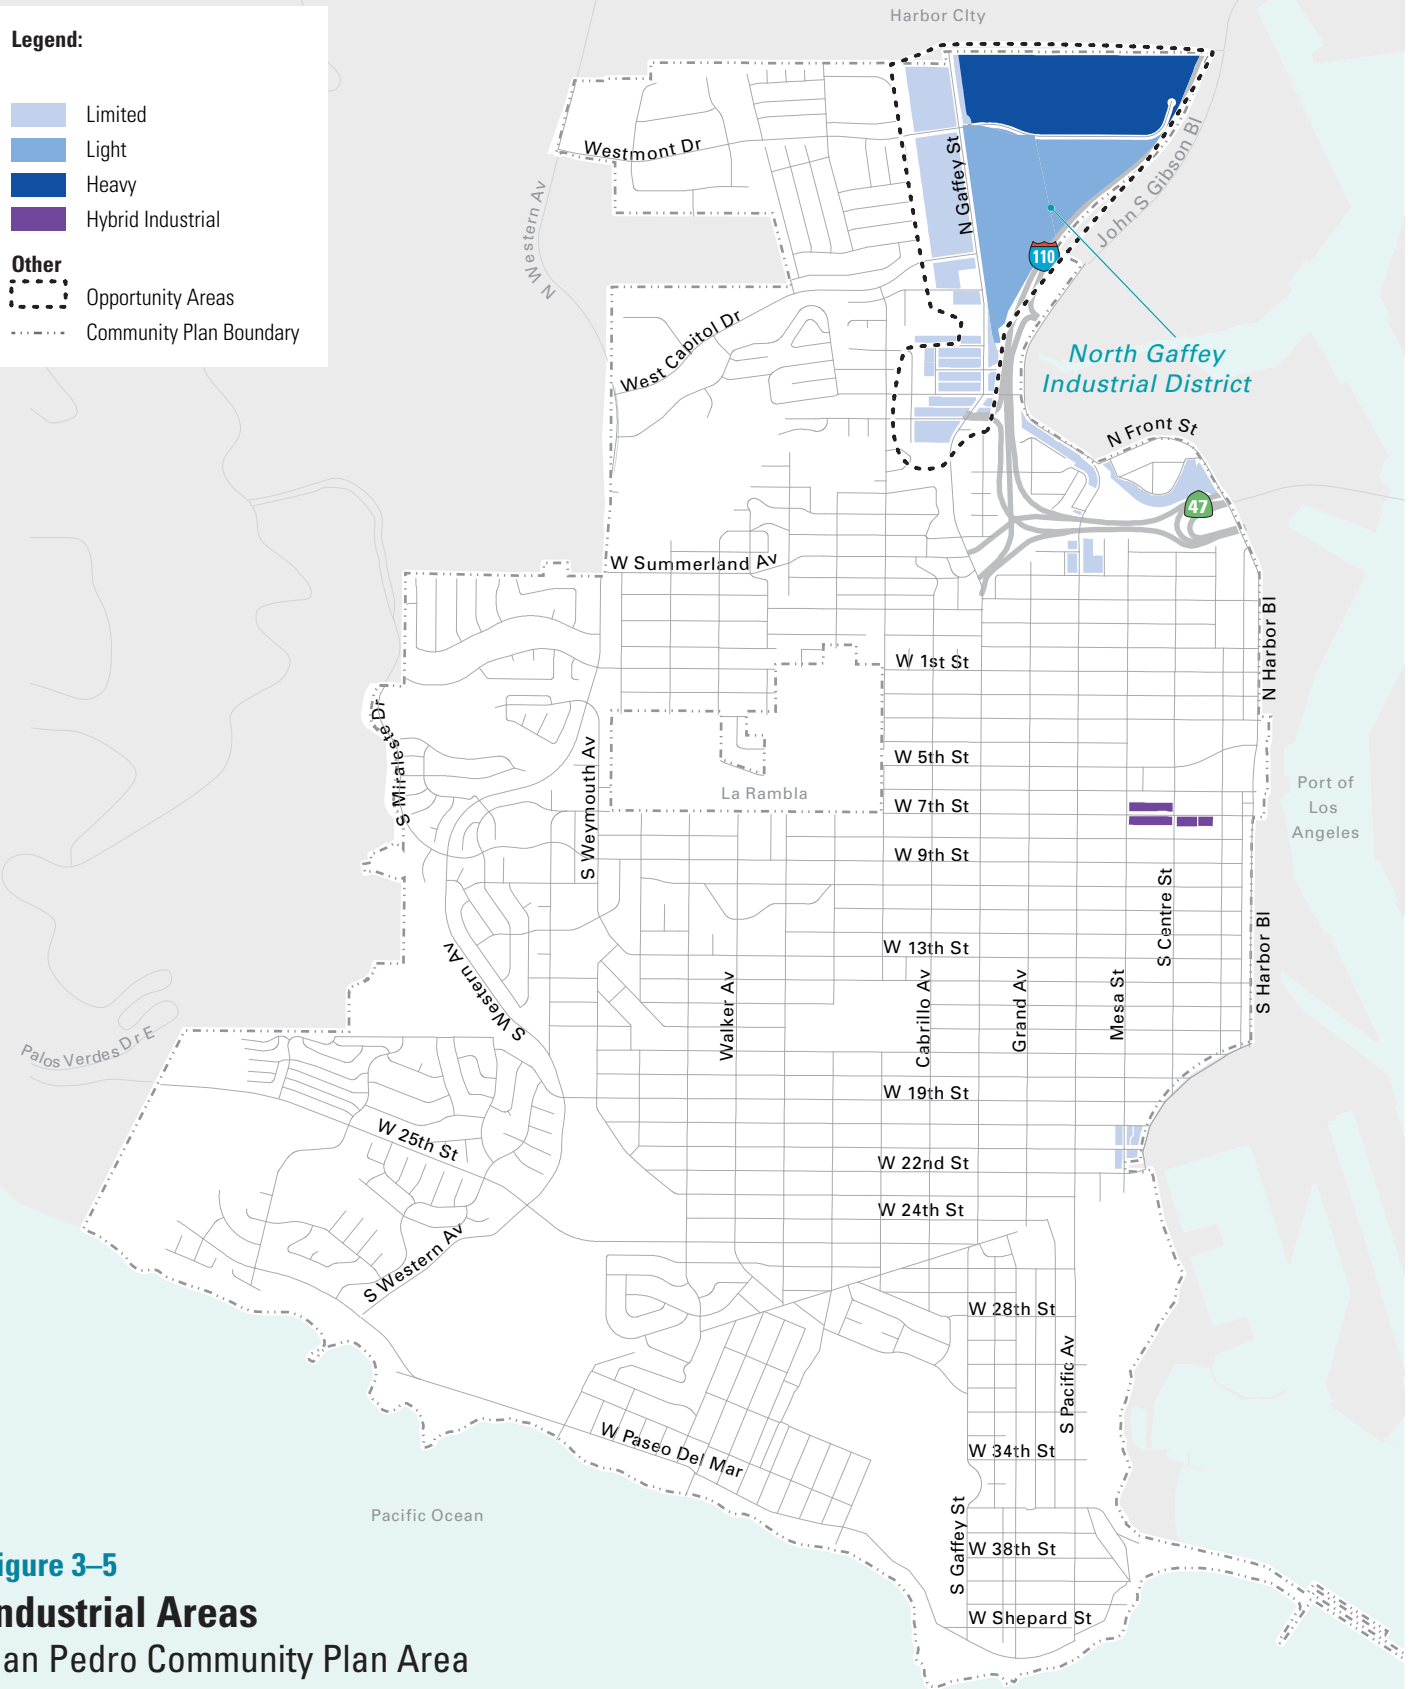 Harbor CIty
Legend:
Limited
Light
Heavy
Hybrid Industrial
Other
Opportunity Areas
Community Plan Boundary
Westmont Dr
N Western Av
N Gaffey St
John S Gibson Bl
110
West Capitol Dr
North Gaffey
Industrial District
N Front St
47
W Summerland Av
N Harbor Bl
W 1st St
S Miraleste Dr
S Weymouth Av
W 5th St
La Rambla
W 7th St
Port of
Los
Angeles
W 9th St
S Centre St
S Harbor Bl
W 13th St
S Western Av
Walker Av
Cabrillo Av
Grand Av
Mesa St
Palos Verdes Dr E
W 19th St
W 25th St
W 22nd St
W 24th St
S Western Av
W 28th St
S Pacific Av
W Paseo Del Mar
W 34th St
Pacific Ocean
S Gaffey St
W 38th St
W Shepard St
igure 3–5
ndustrial Areas
an Pedro Community Plan Area